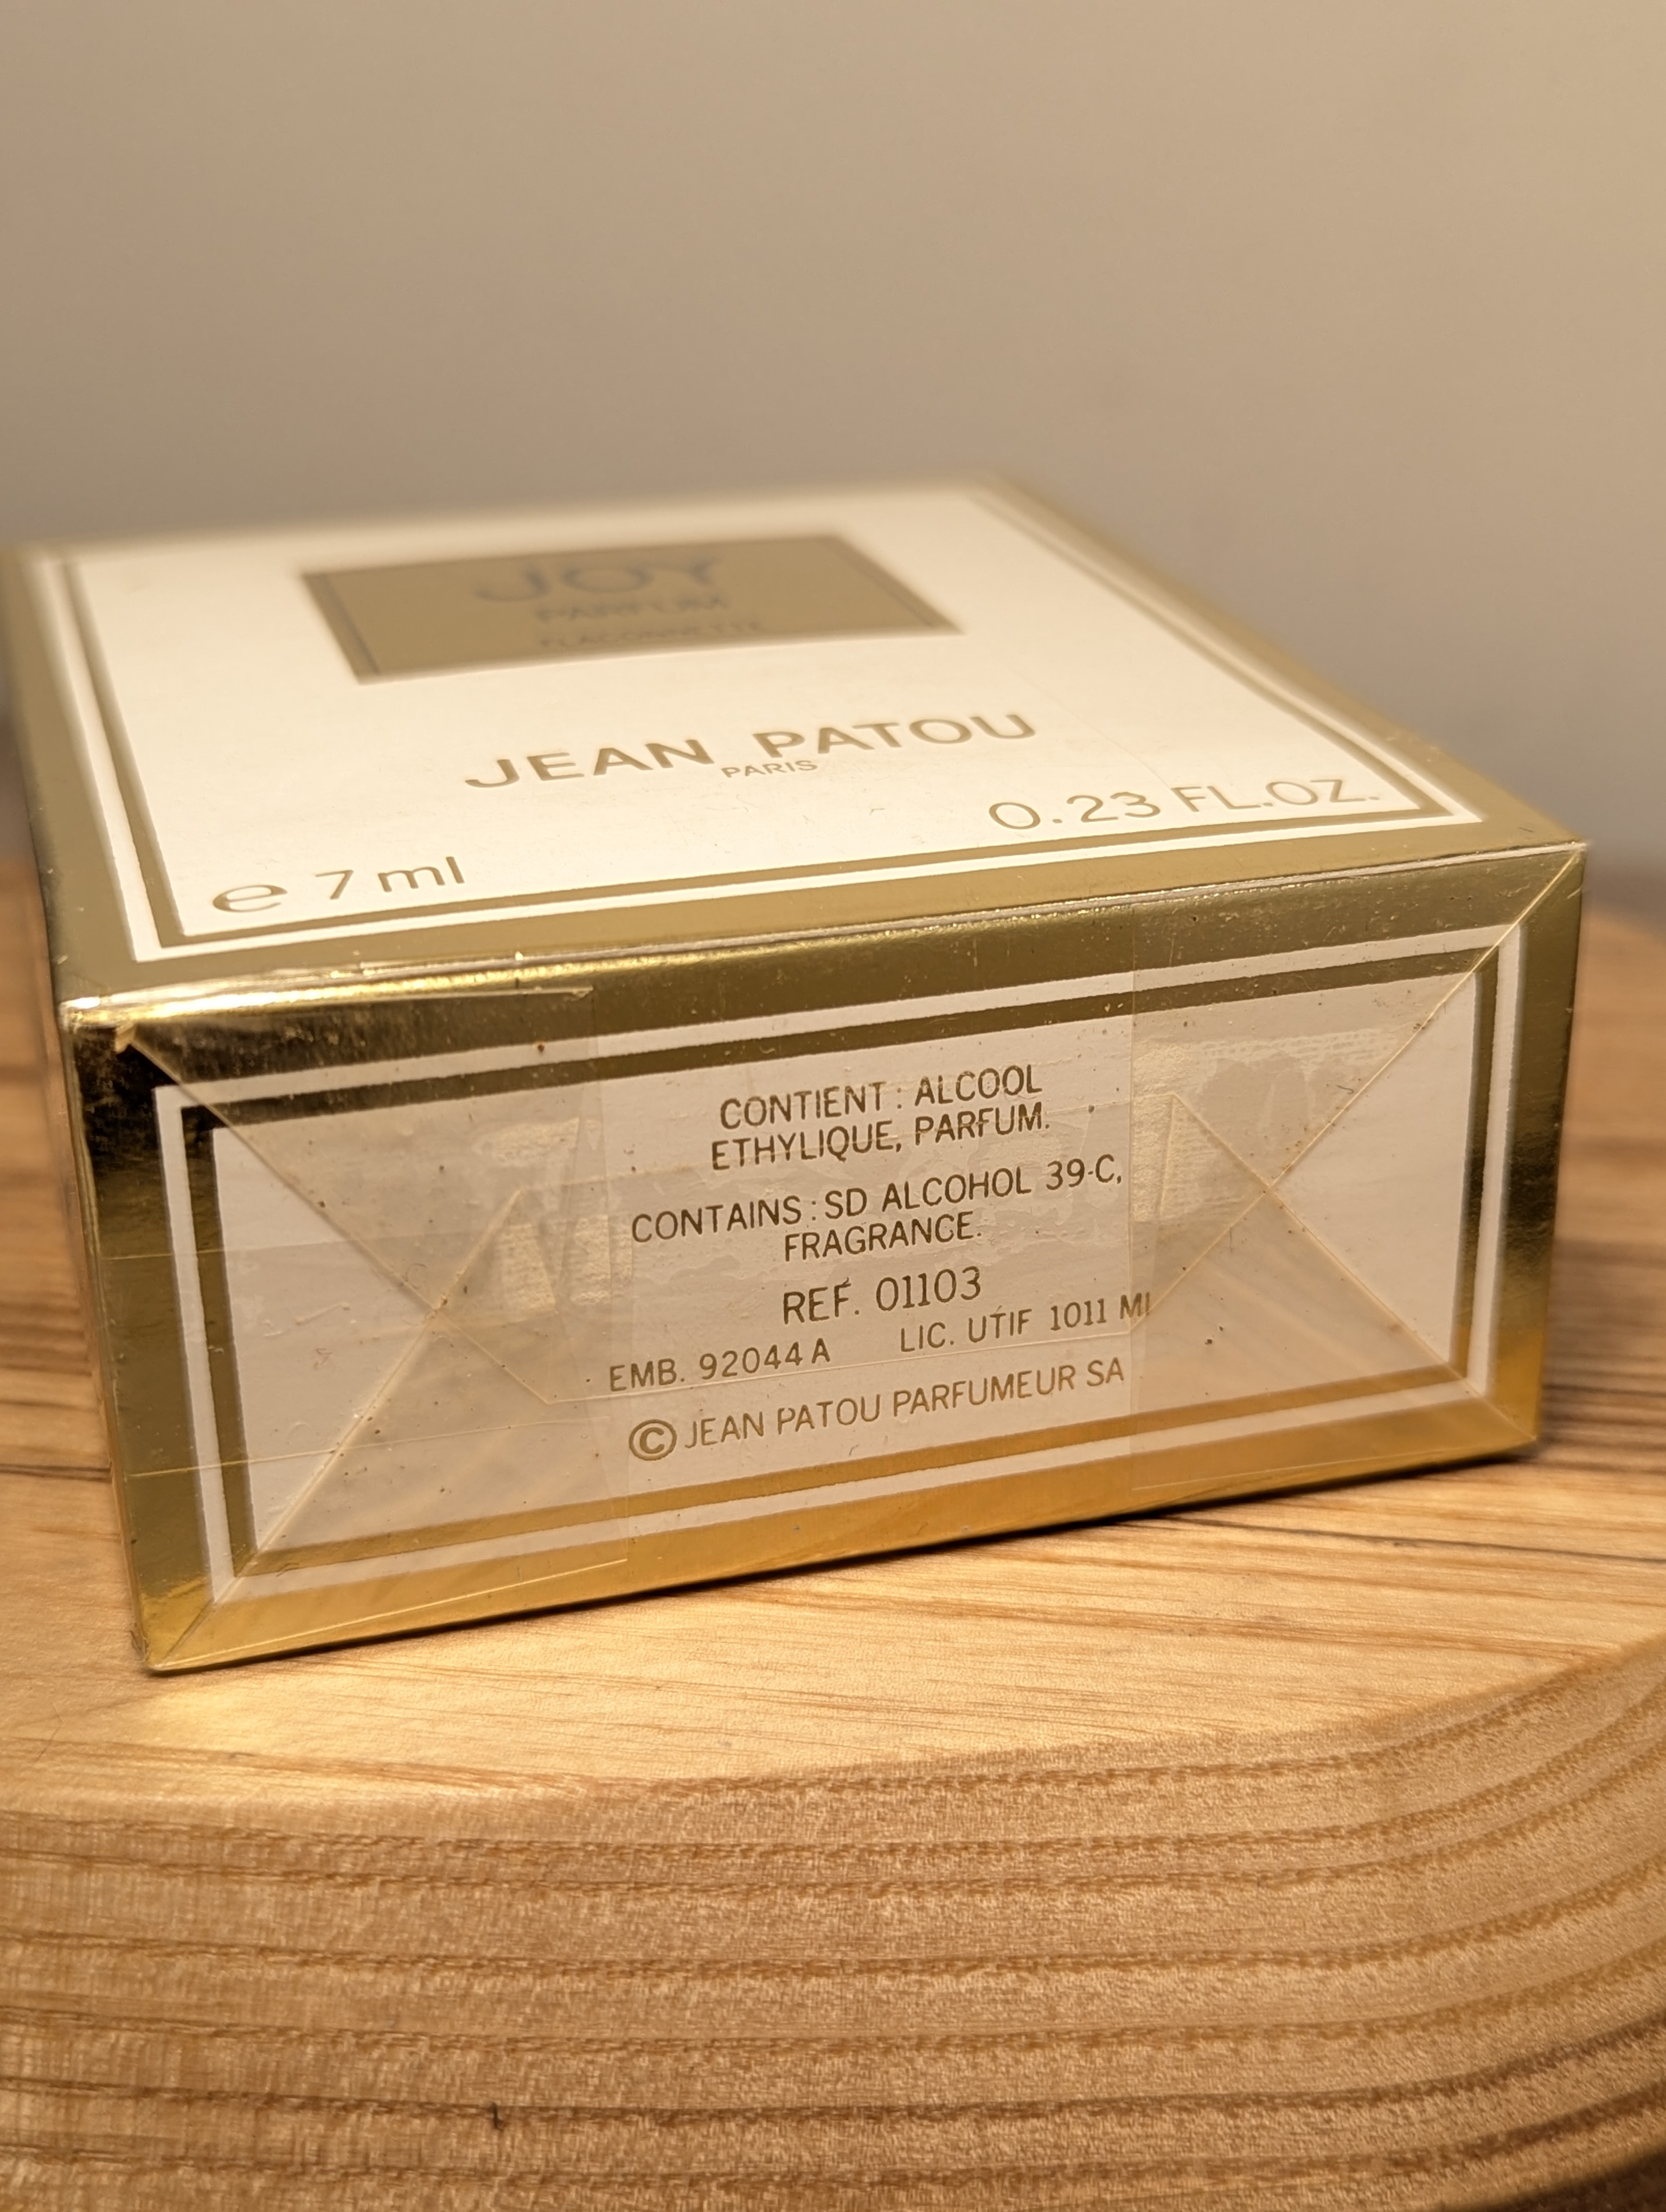 JOY
PARFUM
FLACONNETTE
JEAN PATOU
PARIS
℮ 7 ml 0.23 FL.OZ.
CONTIENT : ALCOOL
ETHYLIQUE, PARFUM.
CONTAINS : SD ALCOHOL 39-C,
FRAGRANCE.
REF. 01103
EMB. 92044 A LIC. UTIF 1011 MI
© JEAN PATOU PARFUMEUR SA